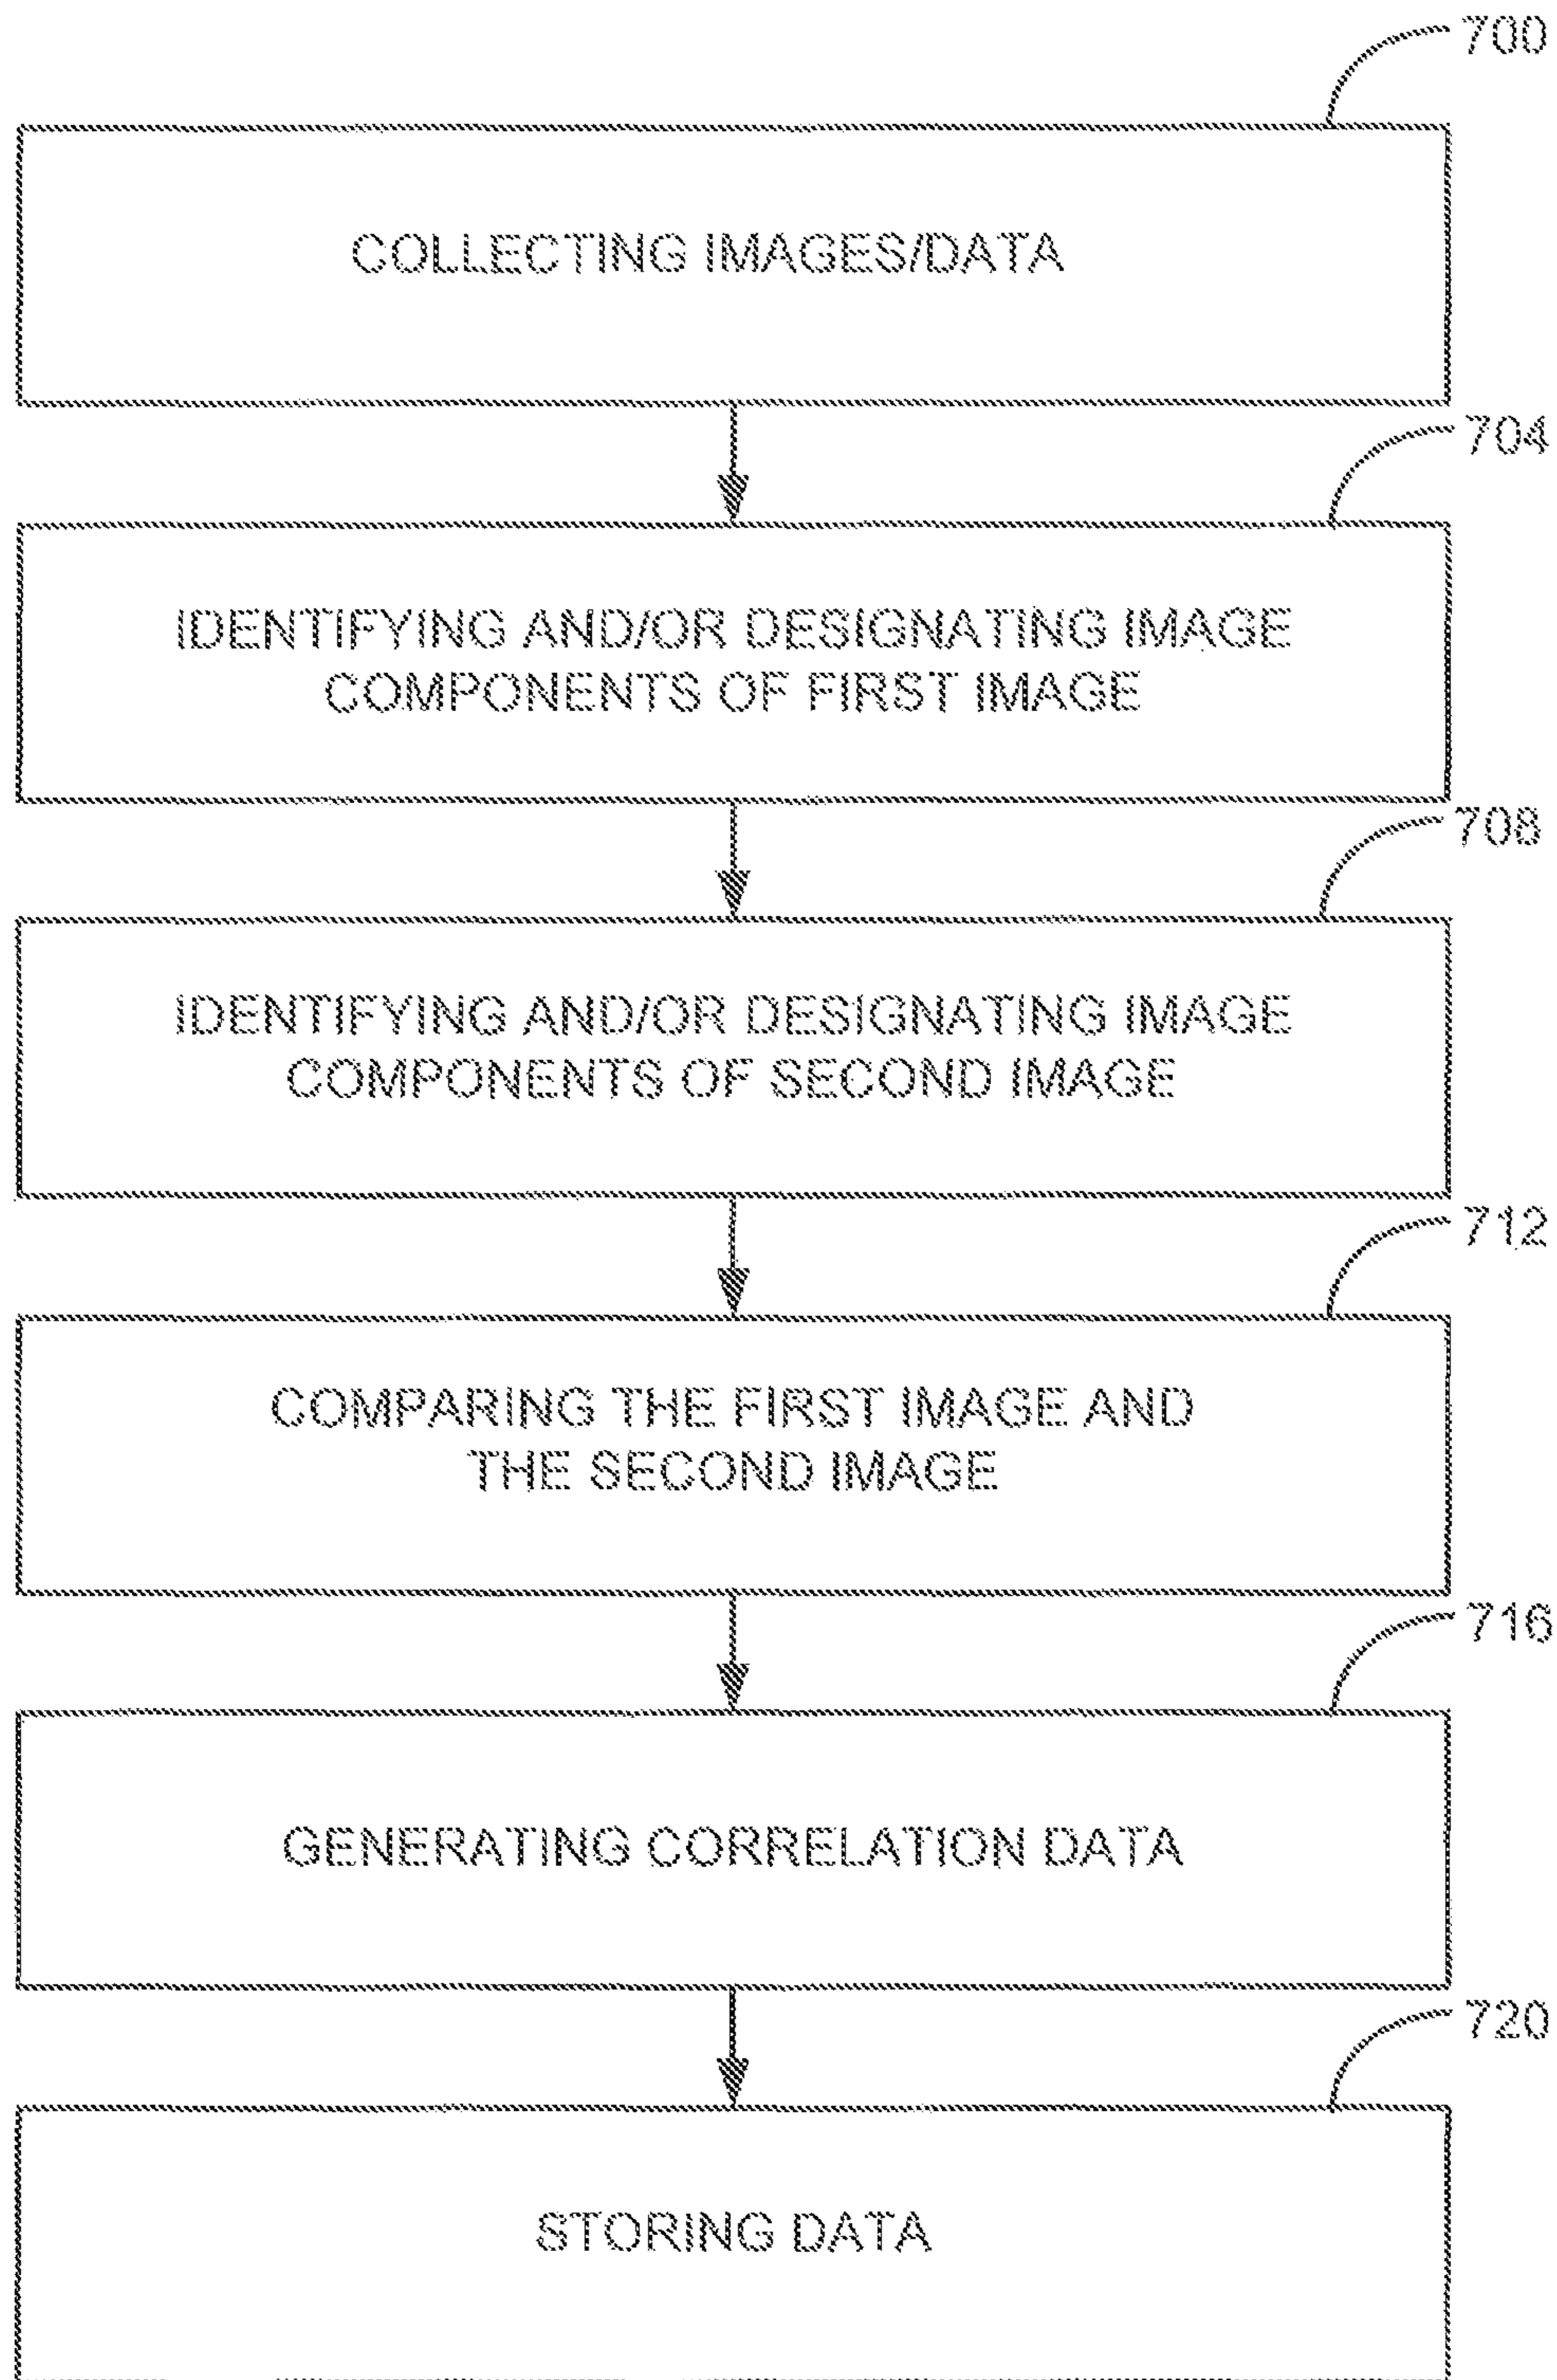 700
COLLECTING IMAGES/DATA
704
IDENTIFYING AND/OR DESIGNATING IMAGE
COMPONENTS OF FIRST IMAGE
708
IDENTIFYING AND/OR DESIGNATING IMAGE
COMPONENTS OF SECOND IMAGE
712
COMPARING THE FIRST IMAGE AND
THE SECOND IMAGE
716
GENERATING CORRELATION DATA
720
STORING DATA